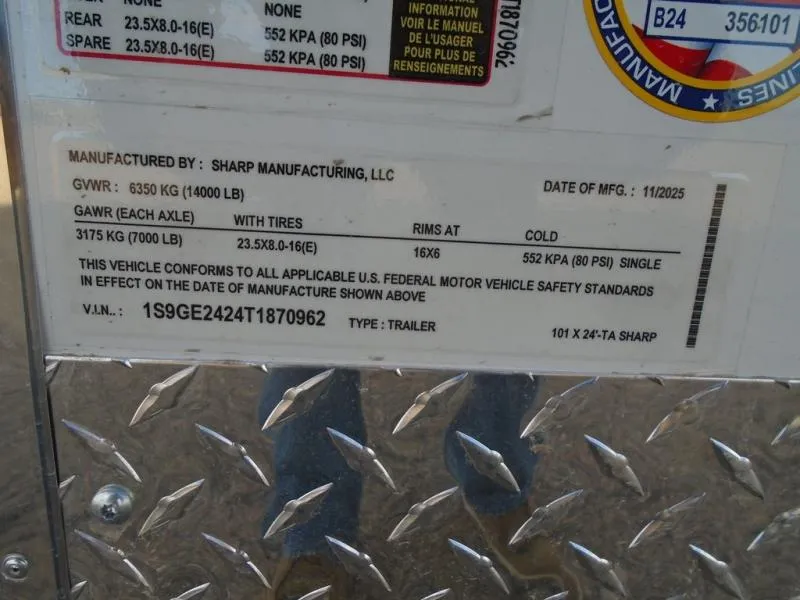 NONE
NONE
REAR 23.5X8.0-16(E) 552 KPA (80 PSI)
SPARE 23.5X8.0-16(E) 552 KPA (80 PSI)
INFORMATION
VOIR LE MANUEL
DE L'USAGER
POUR PLUS DE
RENSEIGNEMENTS
T1870962
B24 356101
MANUFAC
LINES
MANUFACTURED BY : SHARP MANUFACTURING, LLC
GVWR : 6350 KG (14000 LB)
DATE OF MFG. : 11/2025
GAWR (EACH AXLE) WITH TIRES RIMS AT COLD
3175 KG (7000 LB) 23.5X8.0-16(E) 16X6 552 KPA (80 PSI) SINGLE
THIS VEHICLE CONFORMS TO ALL APPLICABLE U.S. FEDERAL MOTOR VEHICLE SAFETY STANDARDS
IN EFFECT ON THE DATE OF MANUFACTURE SHOWN ABOVE
V.I.N.. : 1S9GE2424T1870962 TYPE : TRAILER
101 X 24'-TA SHARP